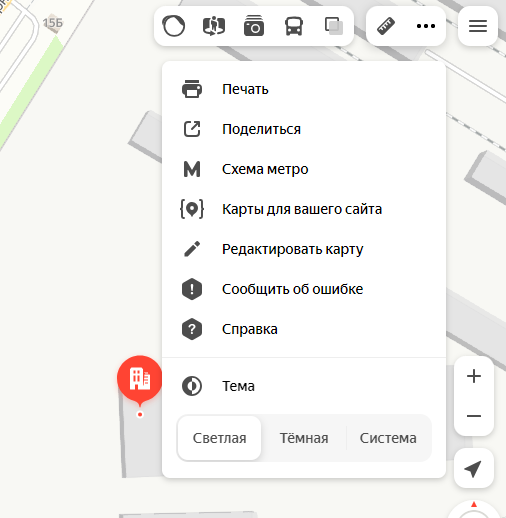 15Б
Печать
Поделиться
Схема метро
Карты для вашего сайта
Редактировать карту
Сообщить об ошибке
Справка
Тема
Светлая Тёмная Система